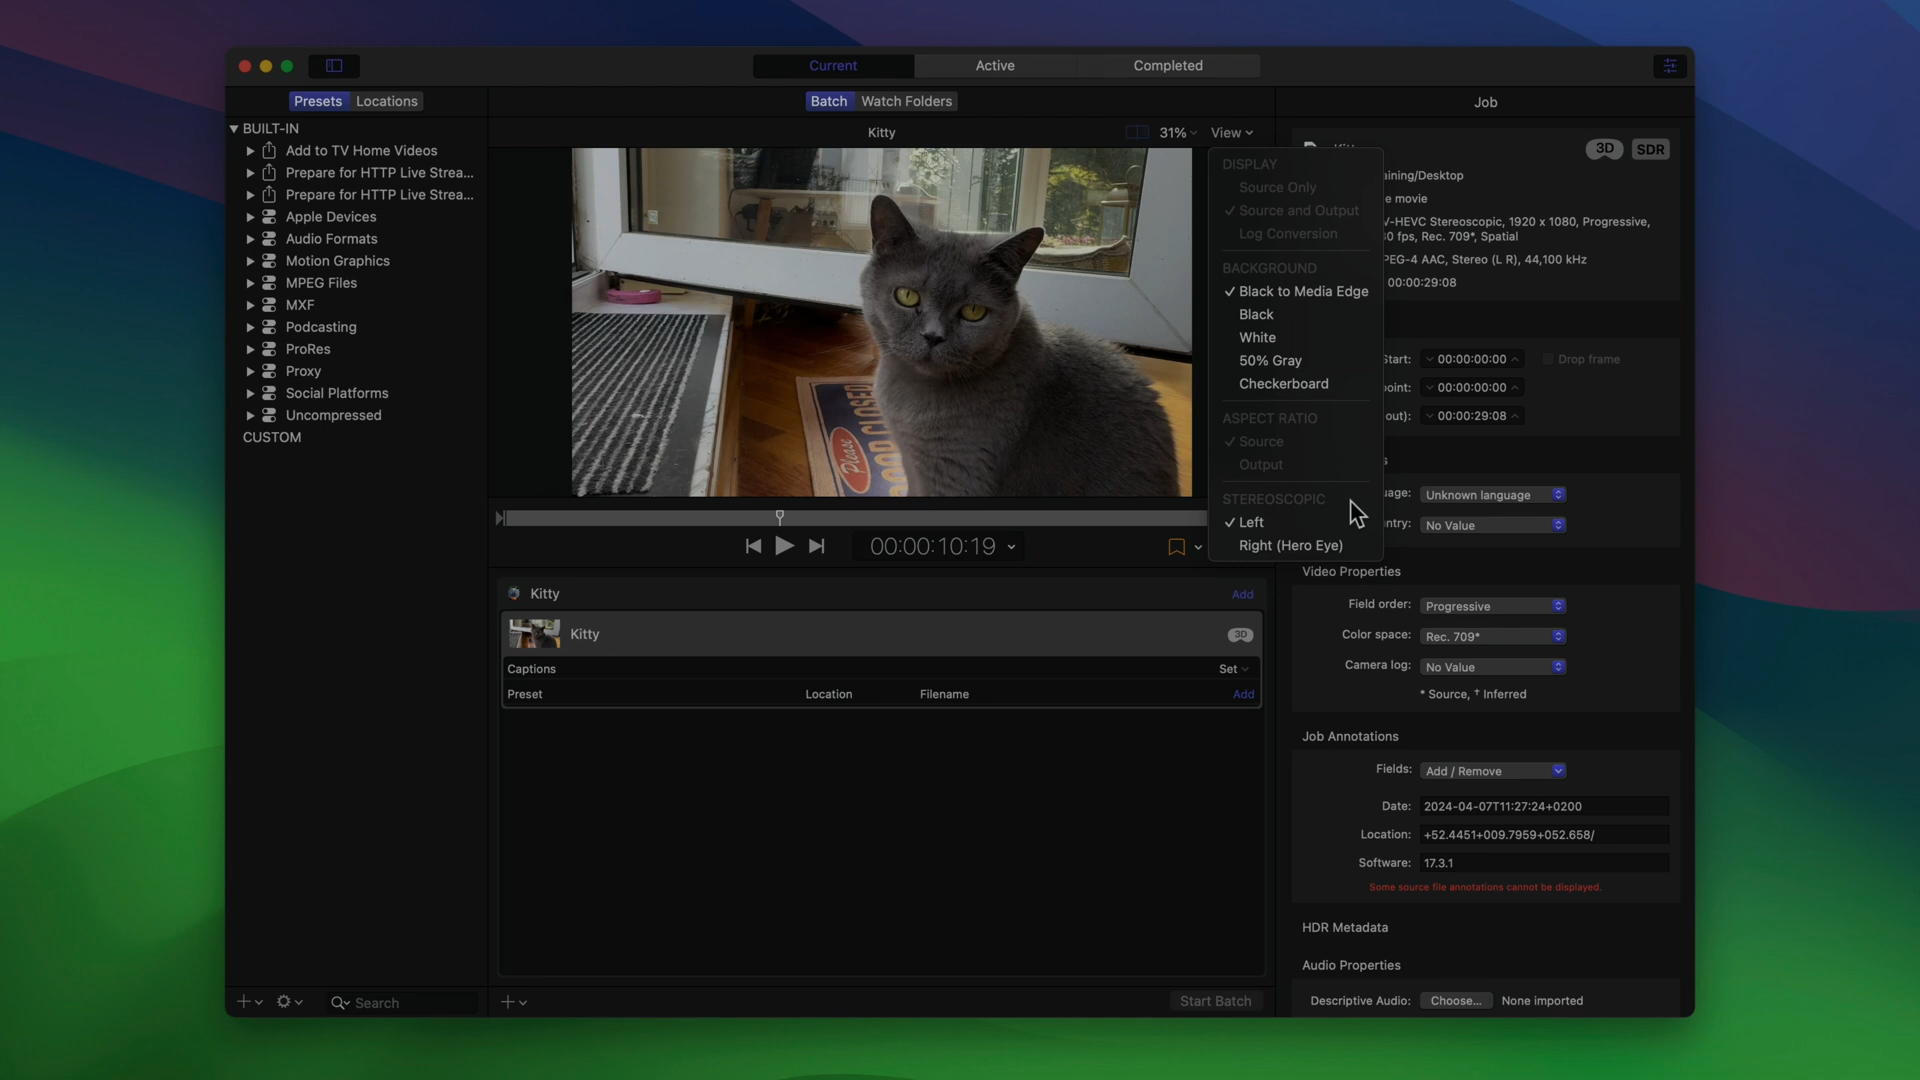 Current
Active
Completed
Presets
Locations
Batch
Watch Folders
Job
BUILT-IN
Add to TV Home Videos
Prepare for HTTP Live Strea...
Prepare for HTTP Live Strea...
Apple Devices
Audio Formats
Motion Graphics
MPEG Files
MXF
Podcasting
ProRes
Proxy
Social Platforms
Uncompressed
CUSTOM
Search
Kitty
31%
View
Please
DOOR CLOSED
00:00:10:19
DISPLAY
Source Only
Source and Output
Log Conversion
BACKGROUND
Black to Media Edge
Black
White
50% Gray
Checkerboard
ASPECT RATIO
Source
Output
STEREOSCOPIC
Left
Right (Hero Eye)
Kitty
Add
Kitty
3D
Captions
Set
Preset
Location
Filename
Add
Start Batch
3D
SDR
ining/Desktop
e movie
V-HEVC Stereoscopic, 1920 x 1080, Progressive,
0 fps, Rec. 709*, Spatial
PEG-4 AAC, Stereo (L R), 44,100 kHz
00:00:29:08
Start:
00:00:00:00
Drop frame
oint:
00:00:00:00
out):
00:00:29:08
s
uage:
Unknown language
ntry:
No Value
Video Properties
Field order:
Progressive
Color space:
Rec. 709*
Camera log:
No Value
* Source, † Inferred
Job Annotations
Fields:
Add / Remove
Date:
2024-04-07T11:27:24+0200
Location:
+52.4451+009.7959+052.658/
Software:
17.3.1
Some source file annotations cannot be displayed.
HDR Metadata
Audio Properties
Descriptive Audio:
Choose...
None imported